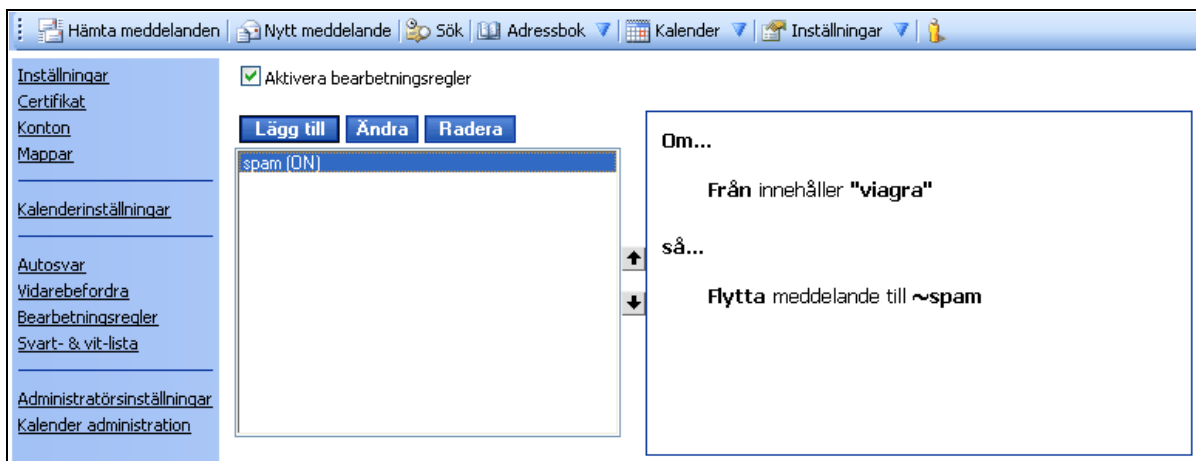 Hämta meddelanden Nytt meddelande Sök Adressbok Kalender Inställningar
Inställningar
Certifikat
Konton
Mappar
Kalenderinställningar
Autosvar
Vidarebefordra
Bearbetningsregler
Svart- & vit-lista
Administratörsinställningar
Kalender administration
Aktivera bearbetningsregler
Lägg till Ändra Radera
spam (ON)
Om...
Från innehåller "viagra"
så...
Flytta meddelande till ~spam